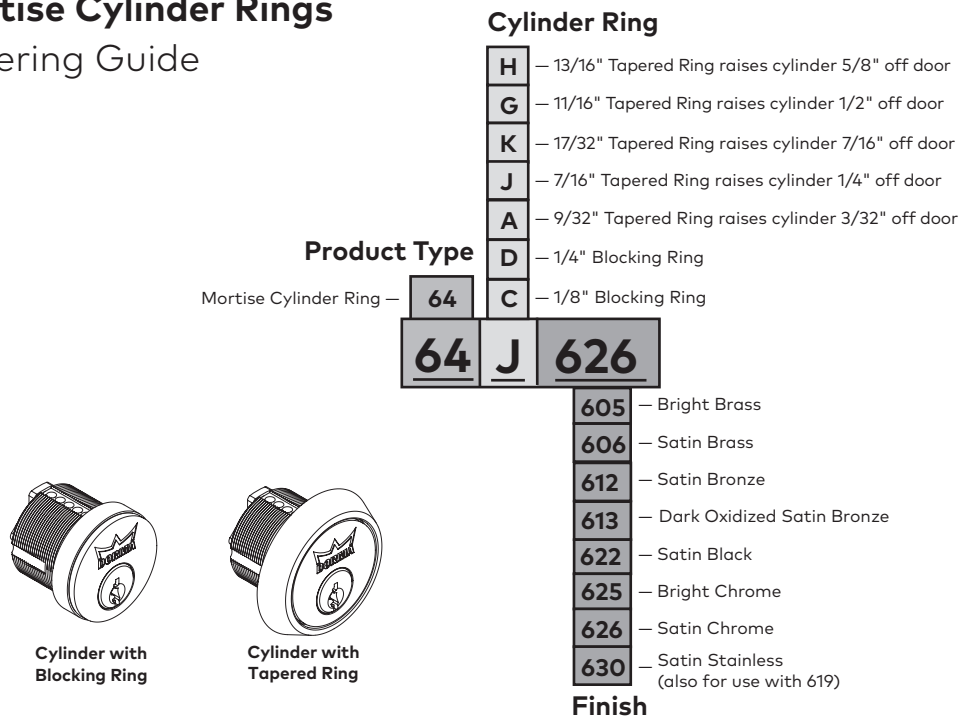 tise Cylinder Rings
ering Guide
Cylinder Ring
H — 13/16" Tapered Ring raises cylinder 5/8" off door
G — 11/16" Tapered Ring raises cylinder 1/2" off door
K — 17/32" Tapered Ring raises cylinder 7/16" off door
J — 7/16" Tapered Ring raises cylinder 1/4" off door
A — 9/32" Tapered Ring raises cylinder 3/32" off door
D — 1/4" Blocking Ring
Product Type
Mortise Cylinder Ring — 64
C — 1/8" Blocking Ring
64 J 626
605 — Bright Brass
606 — Satin Brass
612 — Satin Bronze
613 — Dark Oxidized Satin Bronze
622 — Satin Black
625 — Bright Chrome
626 — Satin Chrome
630 — Satin Stainless
(also for use with 619)
Finish
DORMA
Cylinder with
Blocking Ring
DORMA
Cylinder with
Tapered Ring